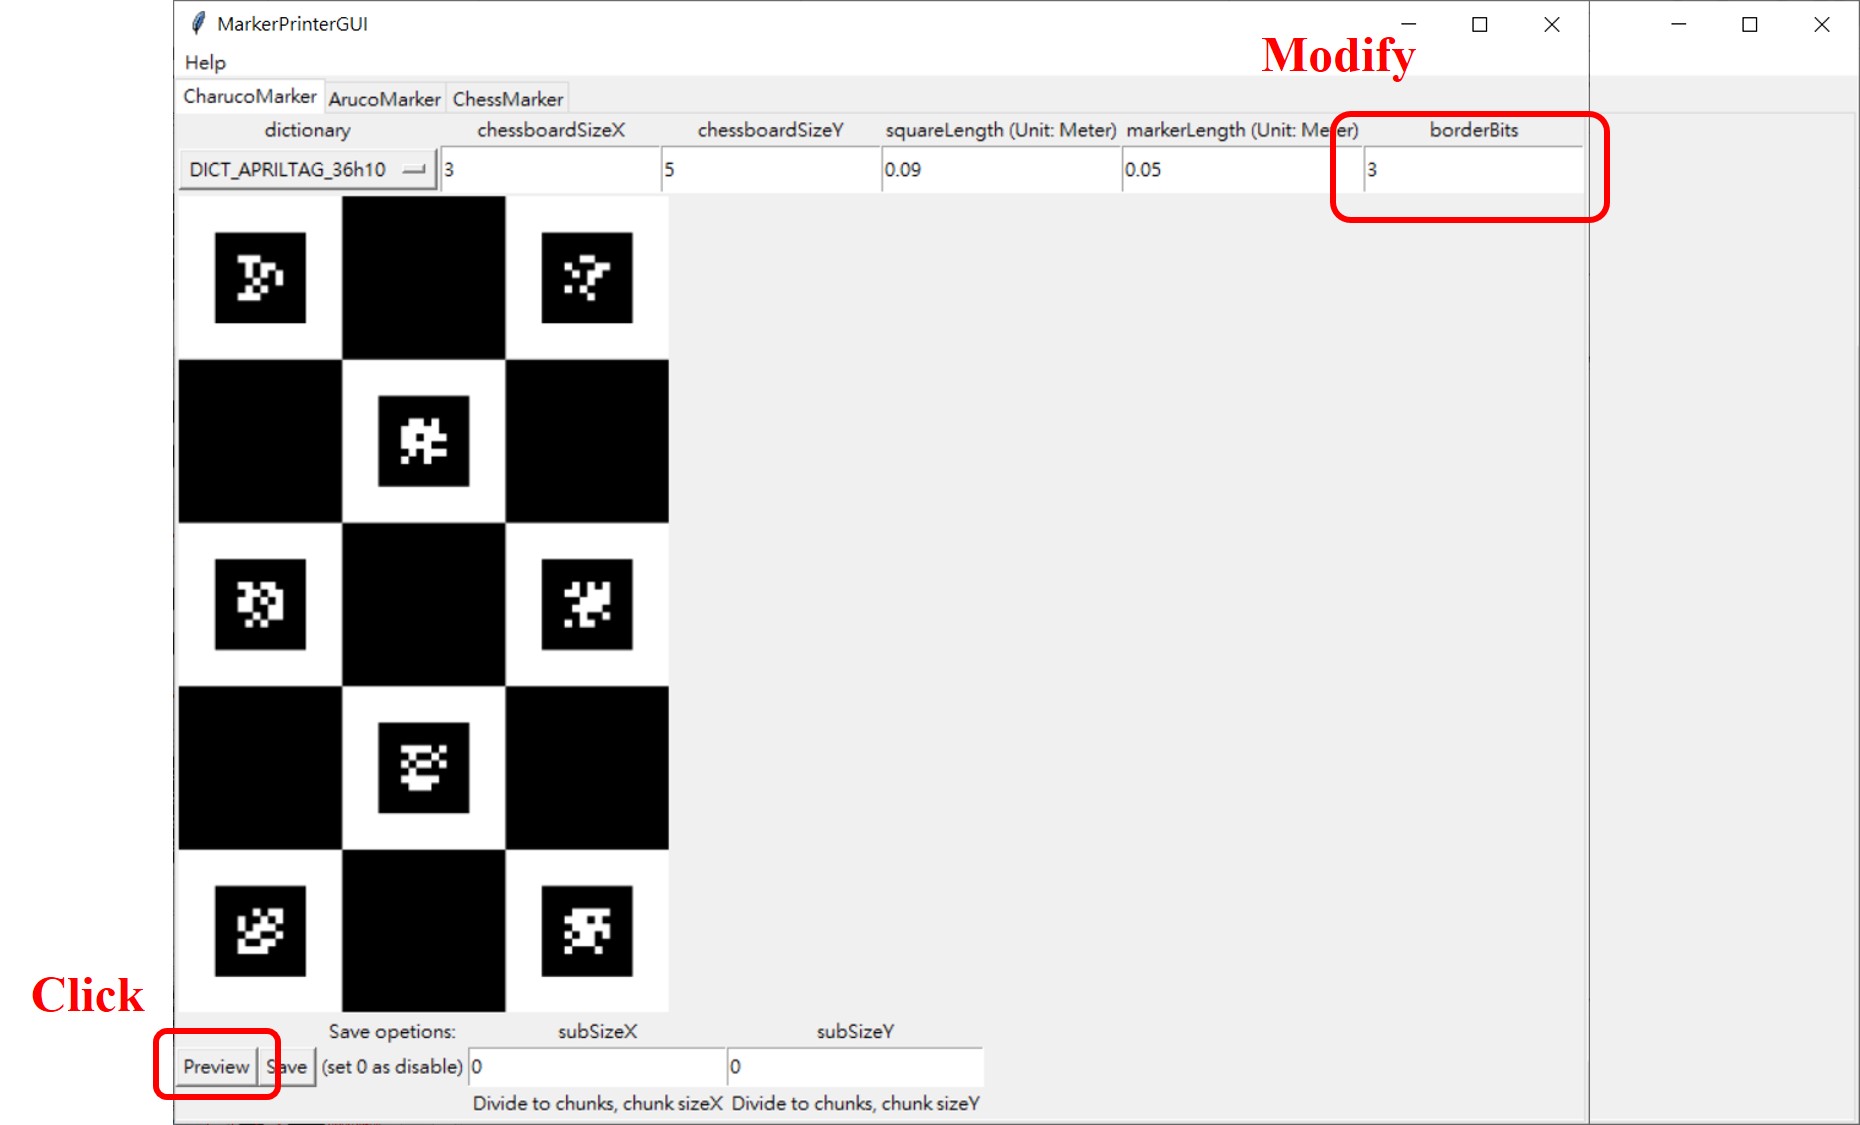 MarkerPrinterGUI
Modify
Help
CharucoMarker ArucoMarker ChessMarker
dictionary chessboardSizeX chessboardSizeY squareLength (Unit: Meter) markerLength (Unit: Meter) borderBits
DICT_APRILTAG_36h10 3 5 0.09 0.05 3
Click
Save opetions: subSizeX subSizeY
Preview Save (set 0 as disable) 0 0
Divide to chunks, chunk sizeX Divide to chunks, chunk sizeY